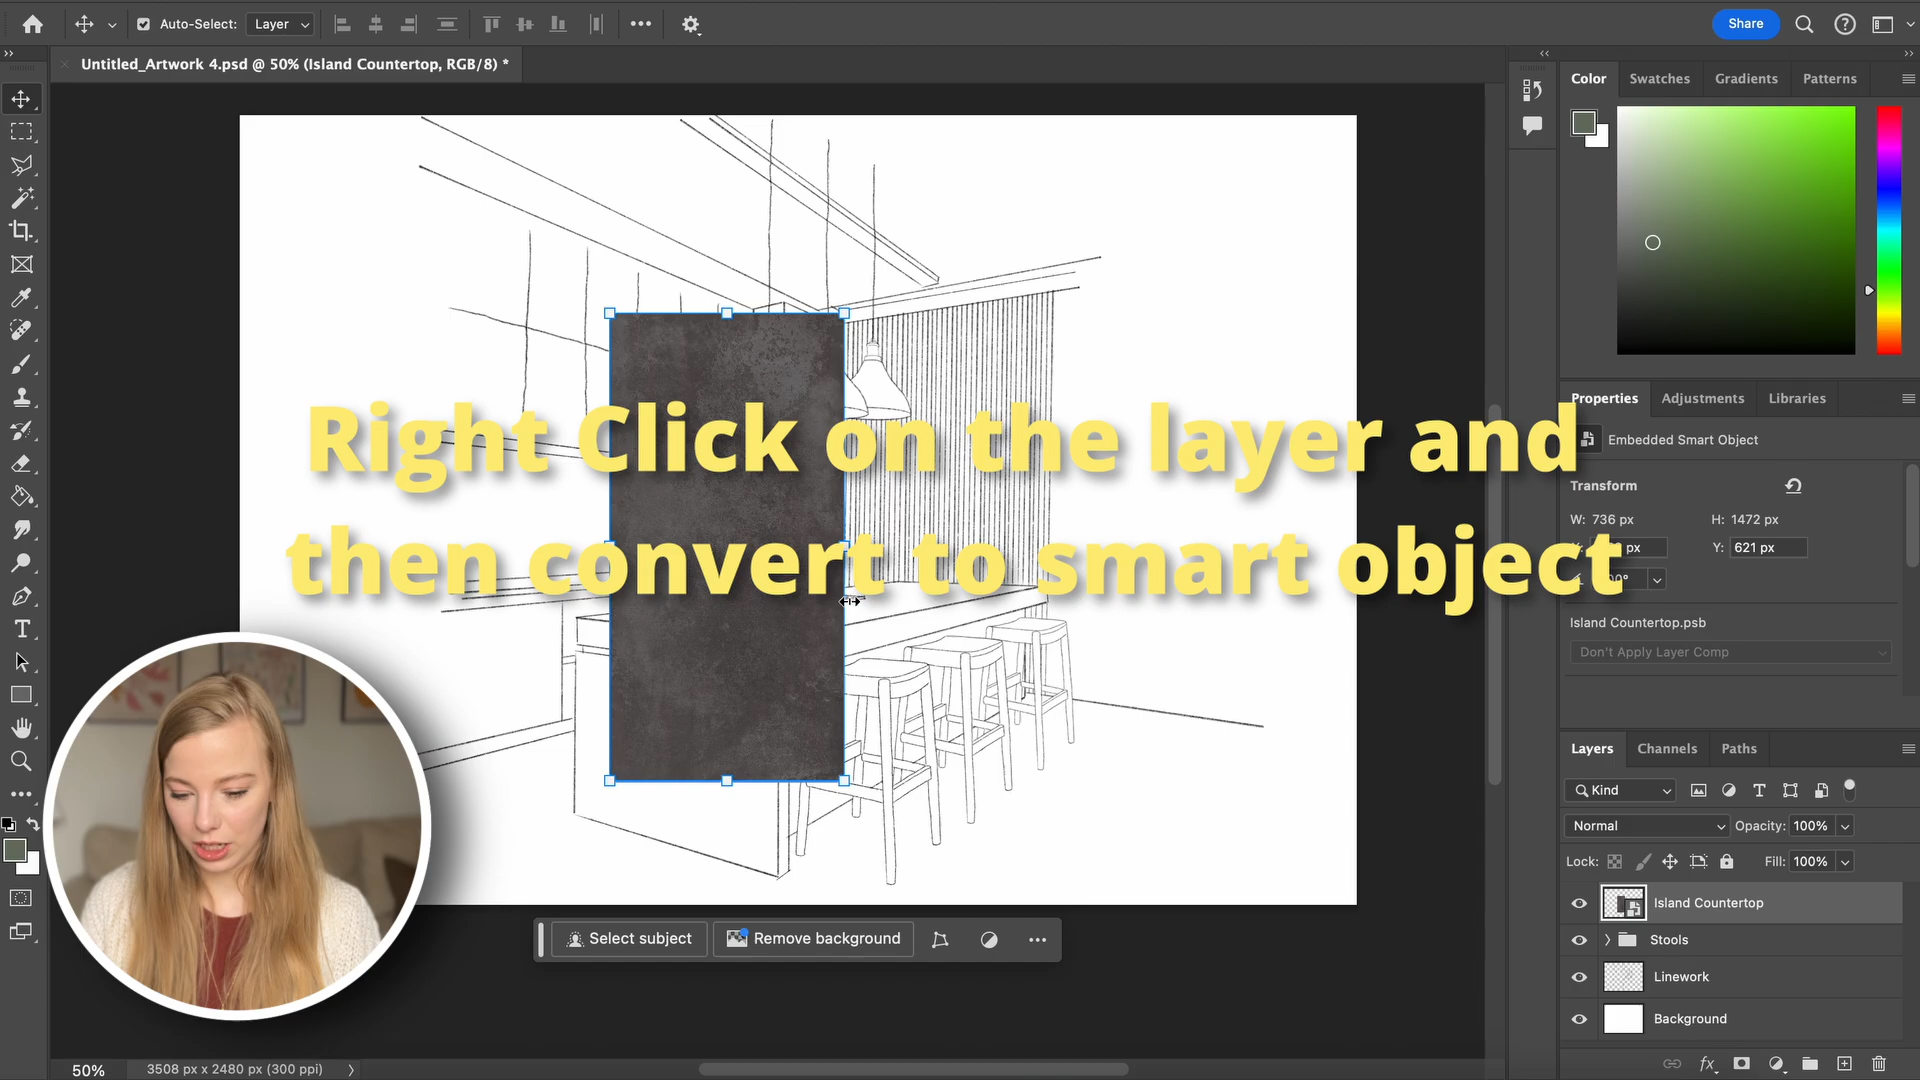 Auto-Select:
Layer
Share
Untitled_Artwork 4.psd @ 50% (Island Countertop, RGB/8) *
Color
Swatches
Gradients
Patterns
Right Click on the layer and
then convert to smart object
Properties
Adjustments
Libraries
Embedded Smart Object
Transform
W: 736 px
H: 1472 px
px
Y: 621 px
Island Countertop.psb
Don't Apply Layer Comp
Layers
Channels
Paths
Kind
Normal
Opacity: 100%
Lock:
Fill: 100%
Island Countertop
Stools
Linework
Background
Select subject
Remove background
50%
3508 px x 2480 px (300 ppi)